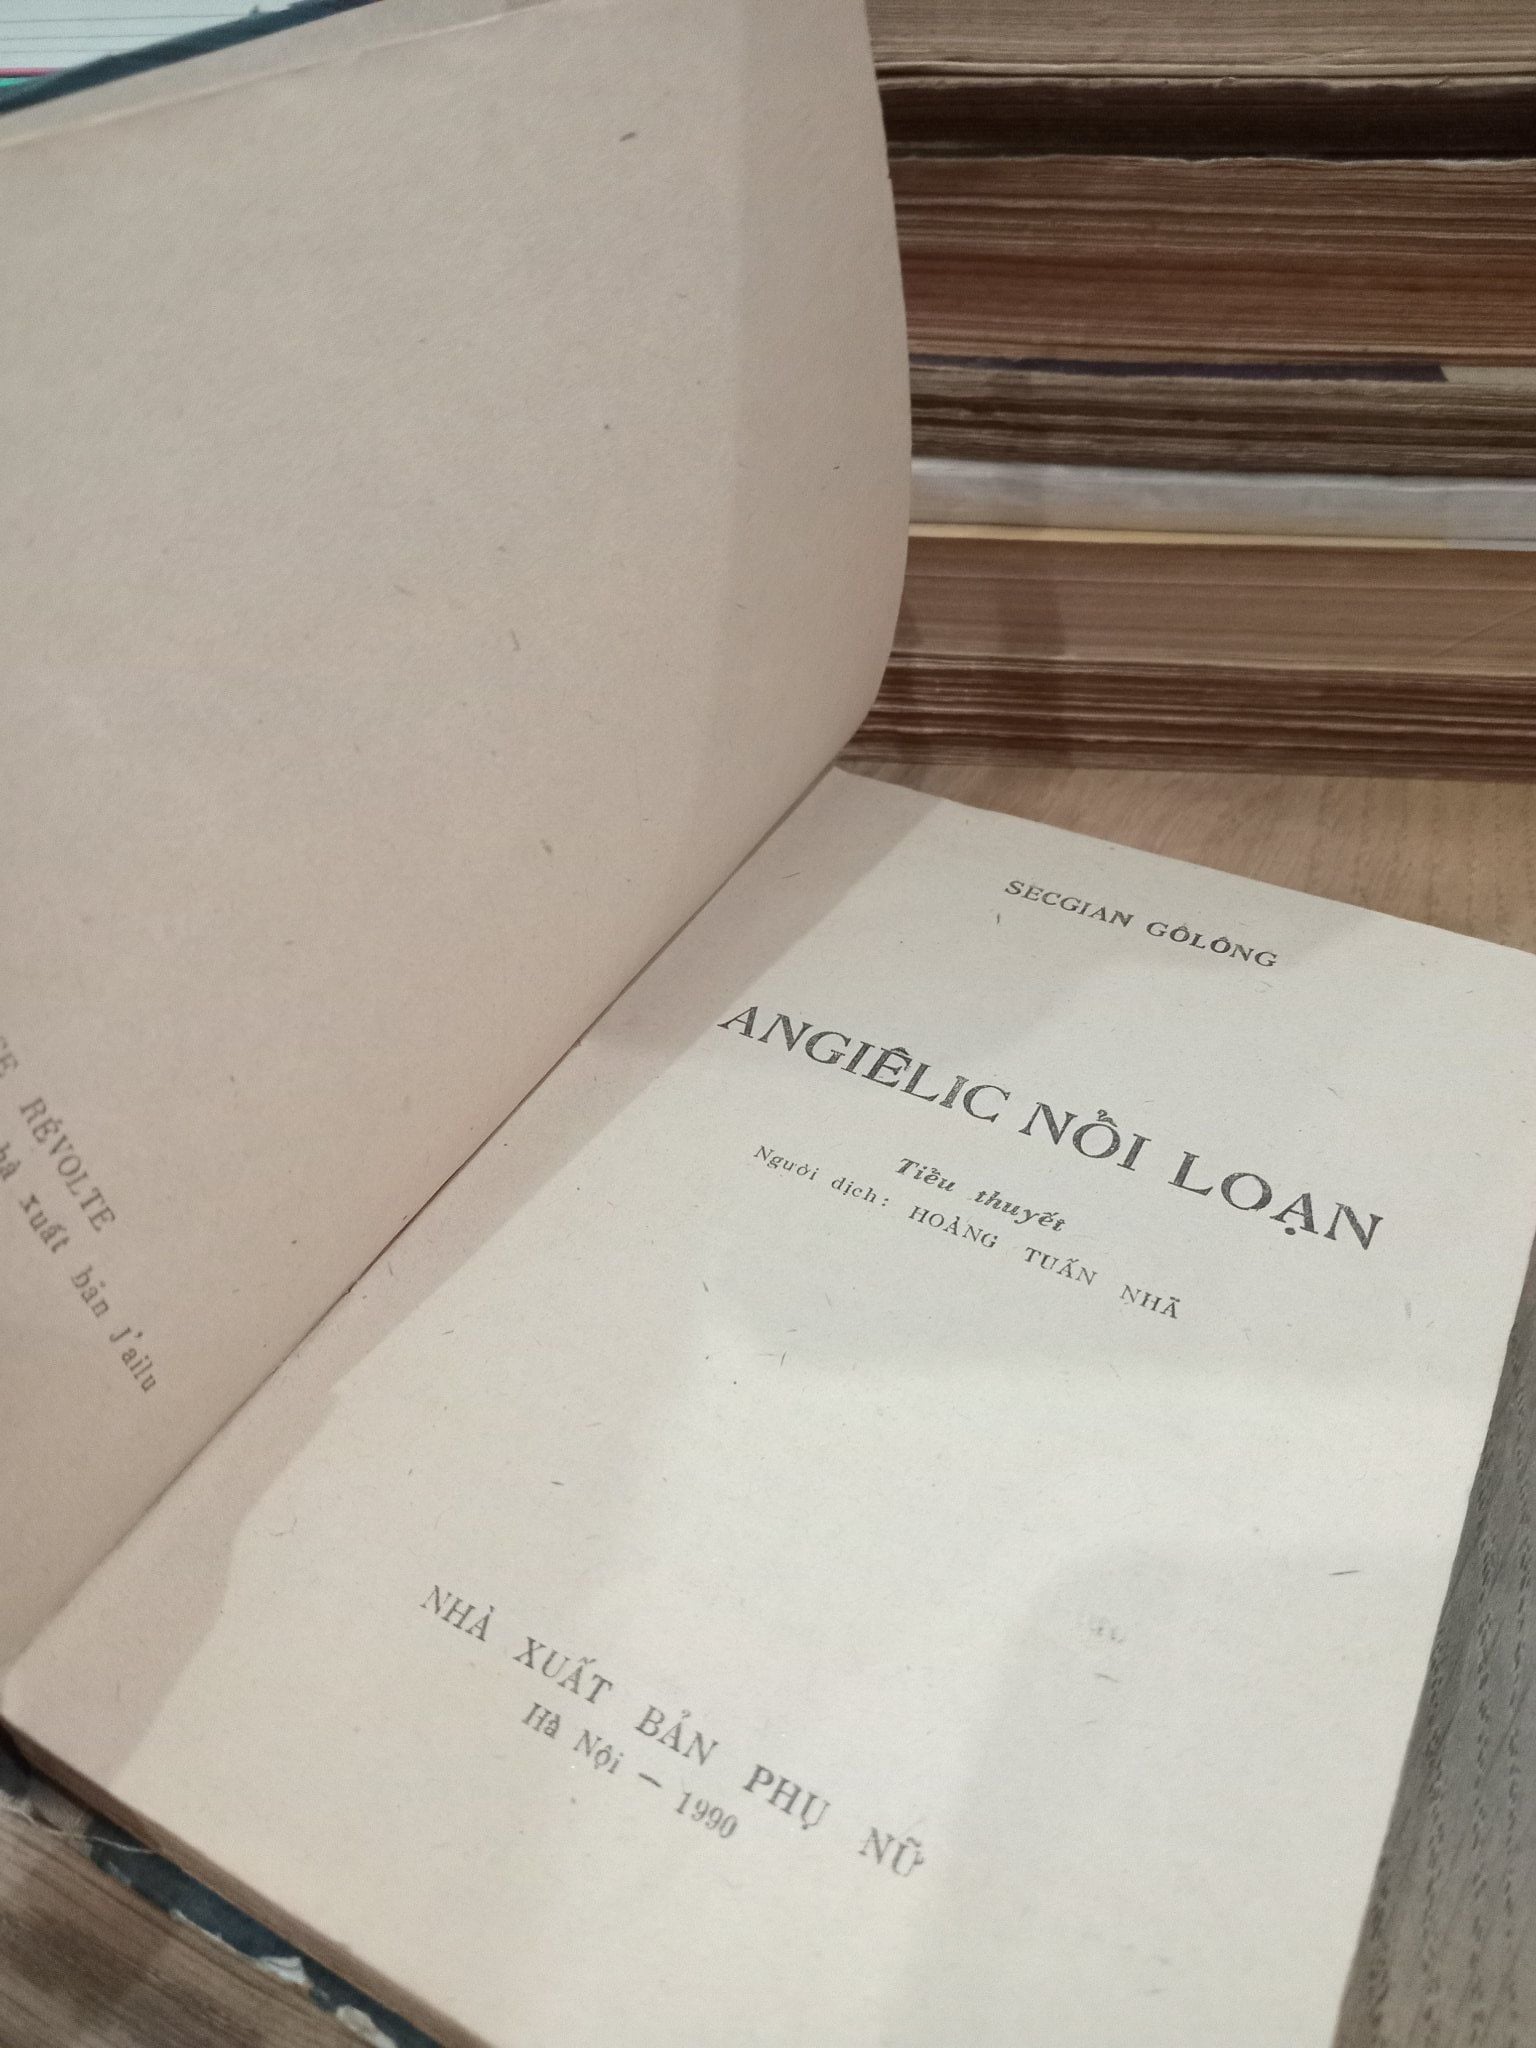 RÉVOLTE
xuất bản J'ailu
SECGIAN GÔLÔNG
ANGIÊLIC NỔI LOẠN
Tiểu thuyết
Người dịch: HOÀNG TUẤN NHÃ
NHÀ XUẤT BẢN PHỤ NỮ
Hà Nội — 1990